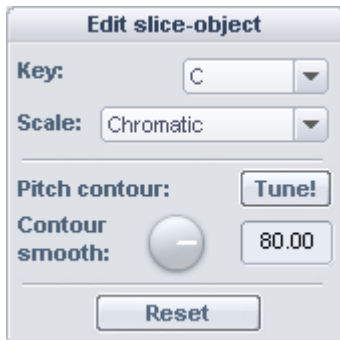 Edit slice-object
Key: C
Scale: Chromatic
Pitch contour: Tune!
Contour
smooth: 80.00
Reset